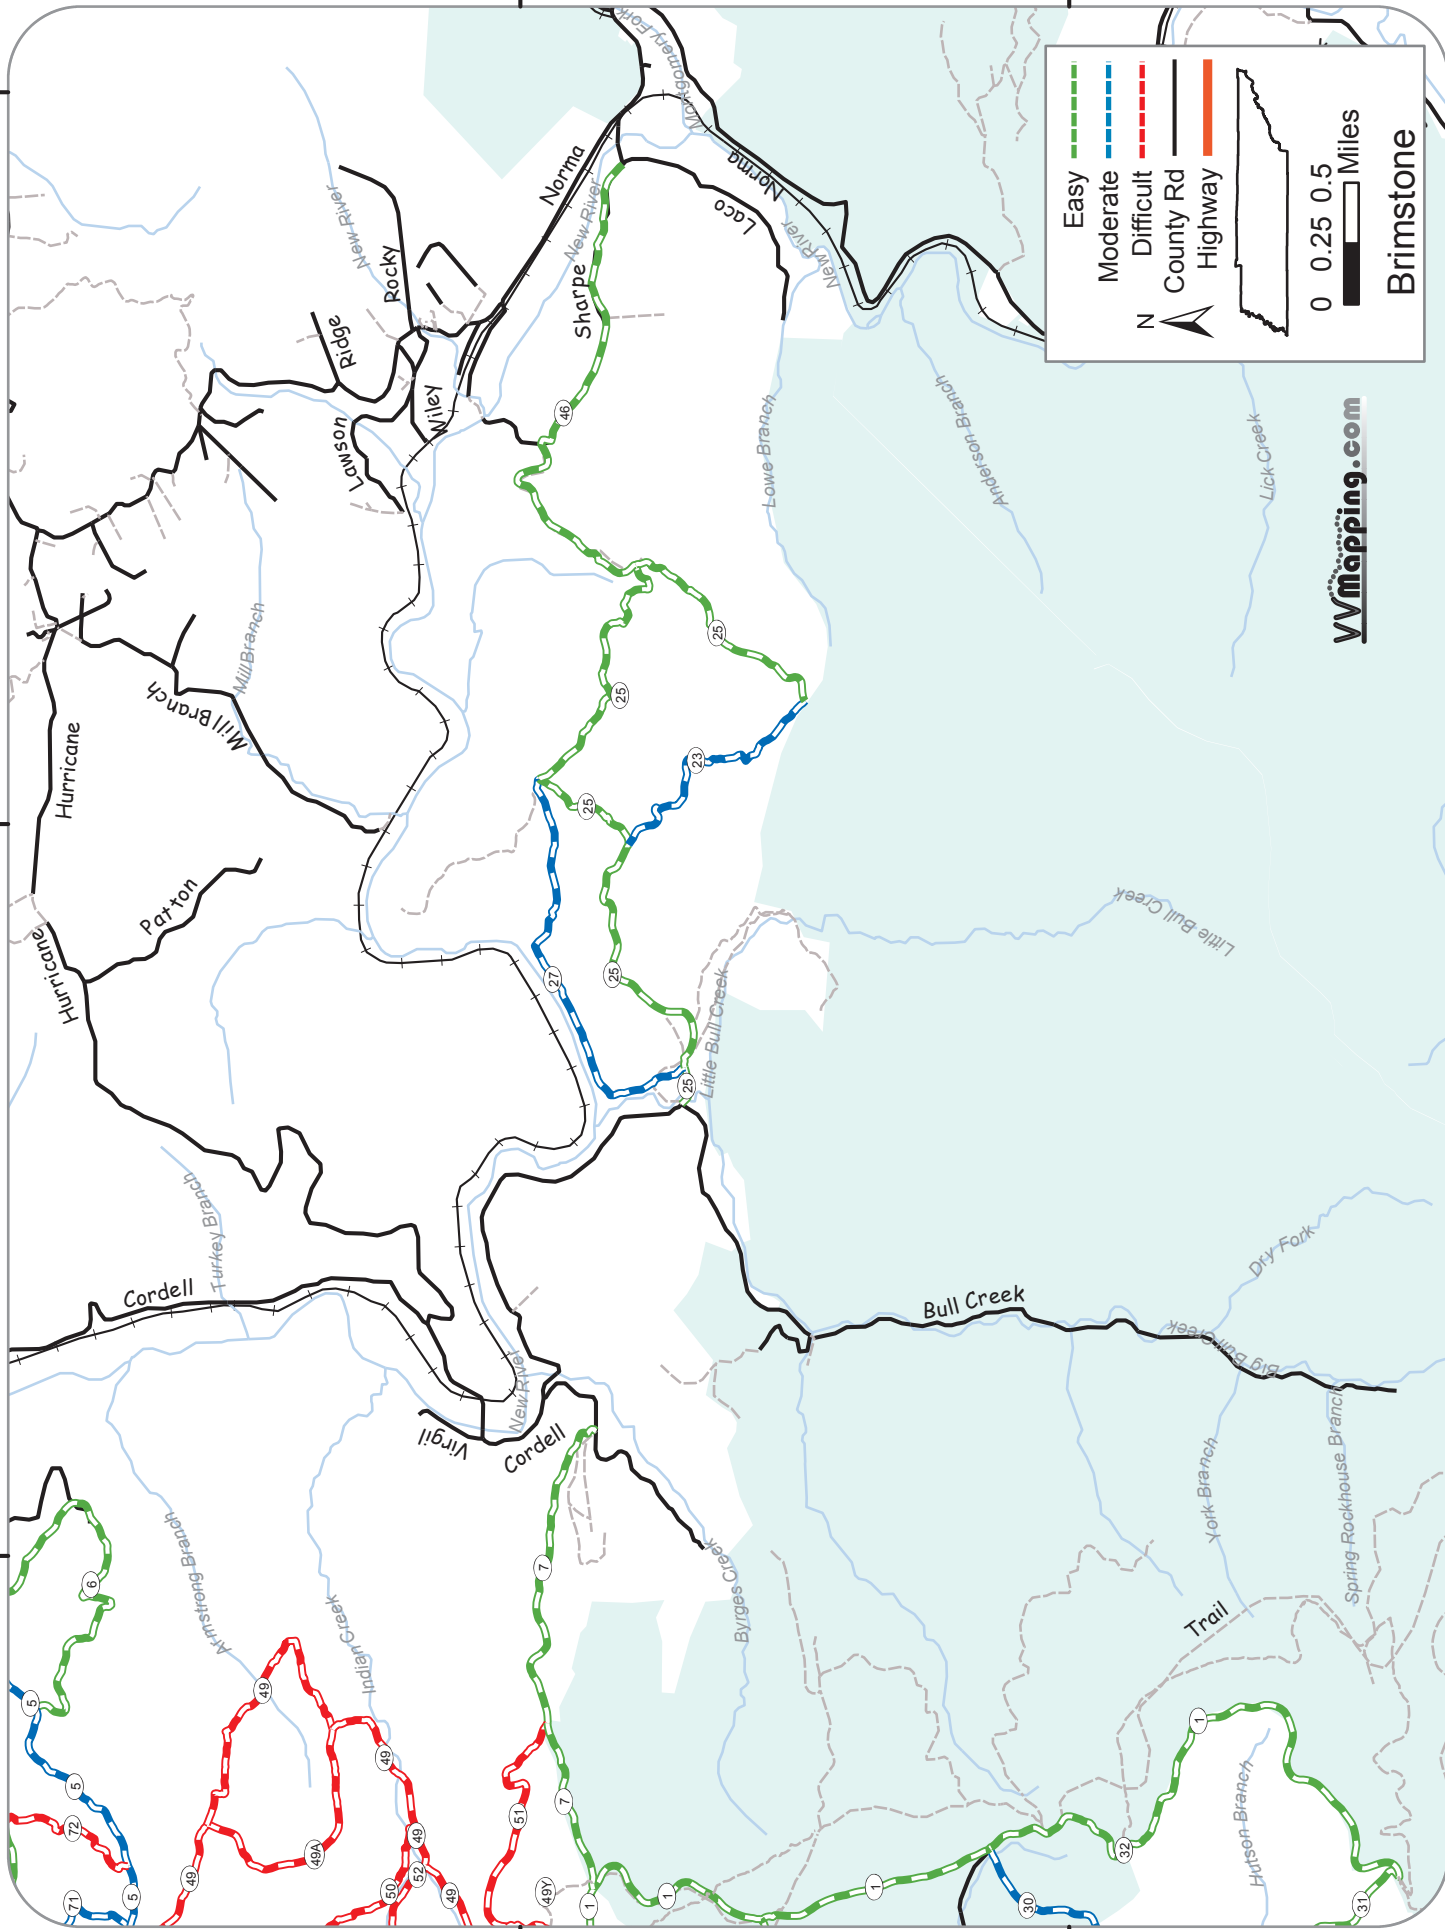 Easy
Moderate
Difficult
County Rd
Highway
N
0 0.25 0.5
Miles
Brimstone
VVMapping.com
Montgomery Fork
Norma
Norma
New River
New River
New River
New River
Rocky
Ridge
Lawson
Wiley
Sharpe
Laco
Lowe Branch
Anderson Branch
Lick Creek
Mill Branch
Mill Branch
Hurricane
Hurricane
Patton
Little Bull Creek
Little Bull Creek
Turkey Branch
Cordell
Cordell
Virgil
Bull Creek
Big Bull Creek
Dry Fork
York Branch
Spring Rockhouse Branch
Trail
Hutson Branch
Byrges Creek
Armstrong Branch
Indian Creek
46
25
25
25
25
25
23
27
7
7
6
5
5
5
72
71
49
49
49
49
49
49A
49Y
50
51
52
1
1
1
1
30
31
32